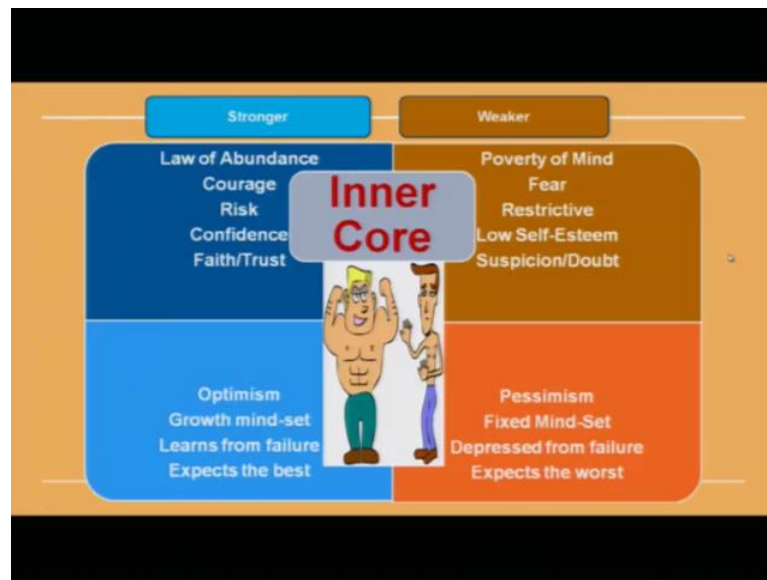 Stronger
Weaker
Law of Abundance
Courage
Risk
Confidence
Faith/Trust
Inner
Core
Poverty of Mind
Fear
Restrictive
Low Self-Esteem
Suspicion/Doubt
Optimism
Growth mind-set
Learns from failure
Expects the best
Pessimism
Fixed Mind-Set
Depressed from failure
Expects the worst